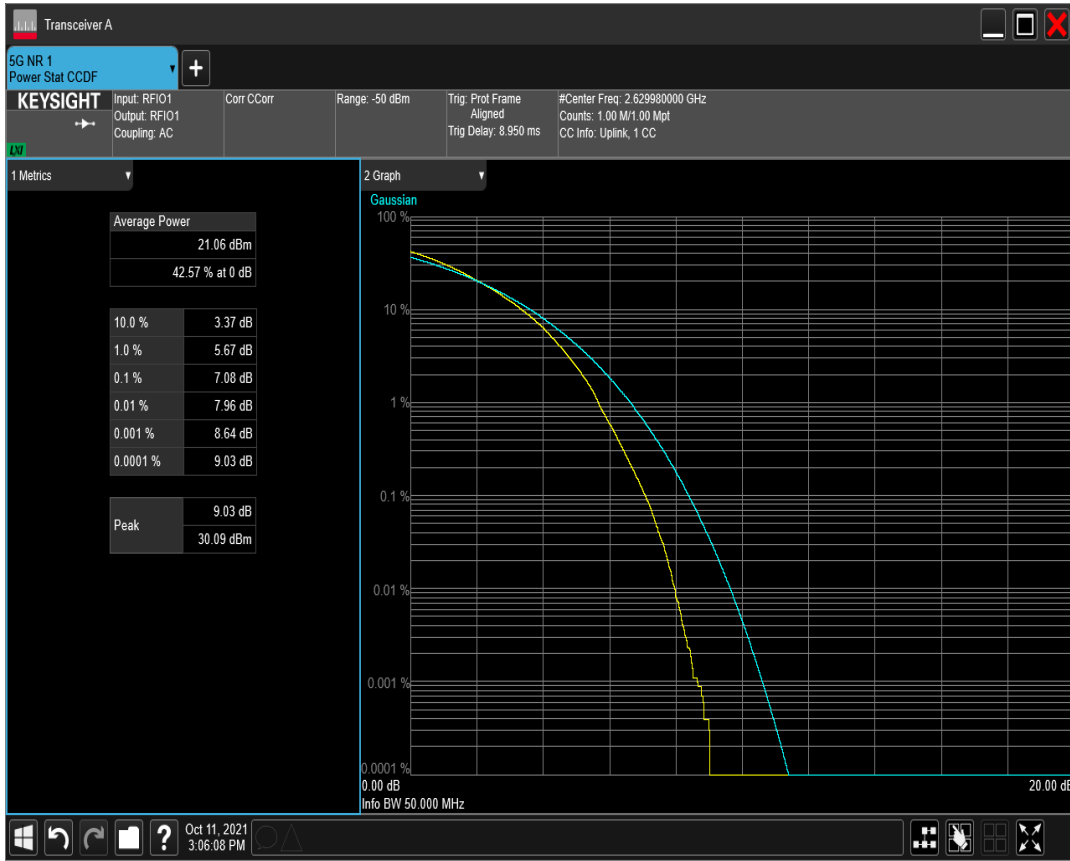 Transceiver A
5G NR 1
Power Stat CCDF
+
KEYSIGHT
LXI
Input: RFIO1
Output: RFIO1
Coupling: AC
Corr CCorr
Range: -50 dBm
Trig: Prot Frame
Aligned
Trig Delay: 8.950 ms
#Center Freq: 2.629980000 GHz
Counts: 1.00 M/1.00 Mpt
CC Info: Uplink, 1 CC
1 Metrics
Average Power
21.06 dBm
42.57 % at 0 dB
10.0 % 3.37 dB
1.0 % 5.67 dB
0.1 % 7.08 dB
0.01 % 7.96 dB
0.001 % 8.64 dB
0.0001 % 9.03 dB
Peak
9.03 dB
30.09 dBm
2 Graph
Gaussian
100 %
10 %
1 %
0.1 %
0.01 %
0.001 %
0.0001 %
0.00 dB 20.00 dB
Info BW 50.000 MHz
?
Oct 11, 2021
3:06:08 PM